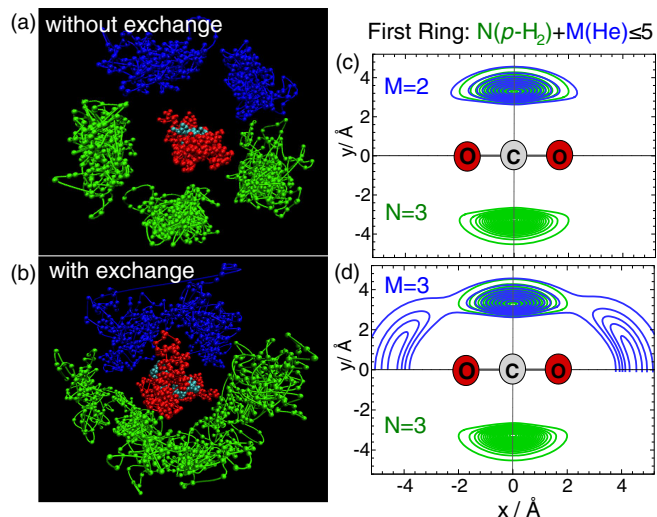 (a) without exchange
(b) with exchange
First Ring: N(p-H₂)+M(He)≤5
(c)
M=2
O C O
N=3
4
2
0
-2
-4
y/ Å
(d)
M=3
O C O
N=3
4
2
0
-2
-4
y/ Å
-4 -2 0 2 4
x / Å